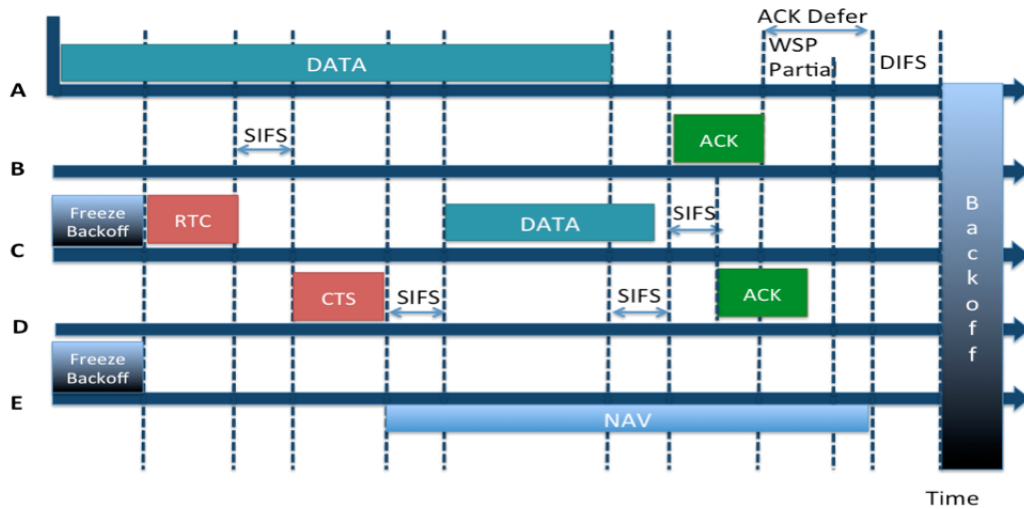 ACK Defer
WSP
Partial
DIFS
DATA
A
SIFS
ACK
B
Freeze
Backoff
RTC
DATA
SIFS
C
CTS
SIFS
SIFS
ACK
D
Freeze
Backoff
E
NAV
B
a
c
k
o
f
f
Time